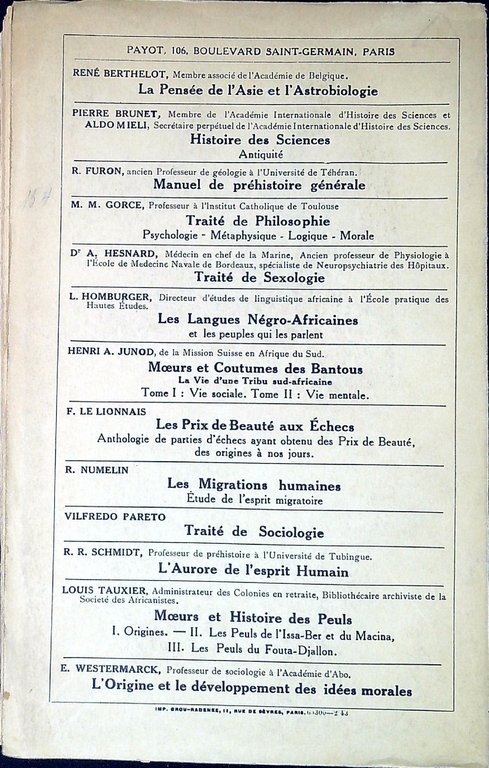 PAYOT, 106, BOULEVARD SAINT-GERMAIN, PARIS
RENÉ BERTHELOT, Membre associé de l'Académie de Belgique.
La Pensée de l'Asie et l'Astrobiologie
PIERRE BRUNET, Membre de l'Académie Internationale d'Histoire des Sciences et
ALDO MIELI, Secrétaire perpétuel de l'Académie Internationale d'Histoire des Sciences.
Histoire des Sciences
Antiquité
R. FURON, ancien Professeur de géologie à l'Université de Téhéran.
Manuel de préhistoire générale
M. M. GORCE, Professeur à l'Institut Catholique de Toulouse
Traité de Philosophie
Psychologie - Métaphysique - Logique - Morale
Dr A. HESNARD, Médecin en chef de la Marine, Ancien professeur de Physiologie à
l'École de Medecine Navale de Bordeaux, spécialiste de Neuropsychiatrie des Hôpitaux.
Traité de Sexologie
L. HOMBURGER, Directeur d'études de linguistique africaine à l'École pratique des
Hautes Études.
Les Langues Négro-Africaines
et les peuples qui les parlent
HENRI A. JUNOD, de la Mission Suisse en Afrique du Sud.
Mœurs et Coutumes des Bantous
La Vie d'une Tribu sud-africaine
Tome I : Vie sociale. Tome II : Vie mentale.
F. LE LIONNAIS
Les Prix de Beauté aux Échecs
Anthologie de parties d'échecs ayant obtenu des Prix de Beauté,
des origines à nos jours.
R. NUMELIN
Les Migrations humaines
Étude de l'esprit migratoire
VILFREDO PARETO
Traité de Sociologie
R. R. SCHMIDT, Professeur de préhistoire à l'Université de Tubingue.
L'Aurore de l'esprit Humain
LOUIS TAUXIER, Administrateur des Colonies en retraite, Bibliothécaire archiviste de la
Société des Africanistes.
Mœurs et Histoire des Peuls
I. Origines. — II. Les Peuls de l'Issa-Ber et du Macina,
III. Les Peuls du Fouta-Djallon.
E. WESTERMARCK, Professeur de sociologie à l'Académie d'Abo.
L'Origine et le développement des idées morales
IMP. GROU-RADENEZ, 11, RUE DE SÈVRES, PARIS.